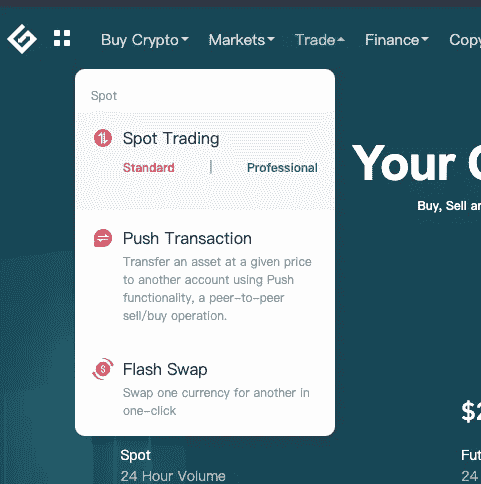 Buy Crypto Markets Trade Finance Copy
Spot
Spot Trading
Standard | Professional
Your
Buy, Sell
Push Transaction
Transfer an asset at a given price
to another account using Push
functionality, a peer-to-peer
sell/buy operation.
Flash Swap
Swap one currency for another in
one-click
Spot
24 Hour Volume
$2
Fut
24